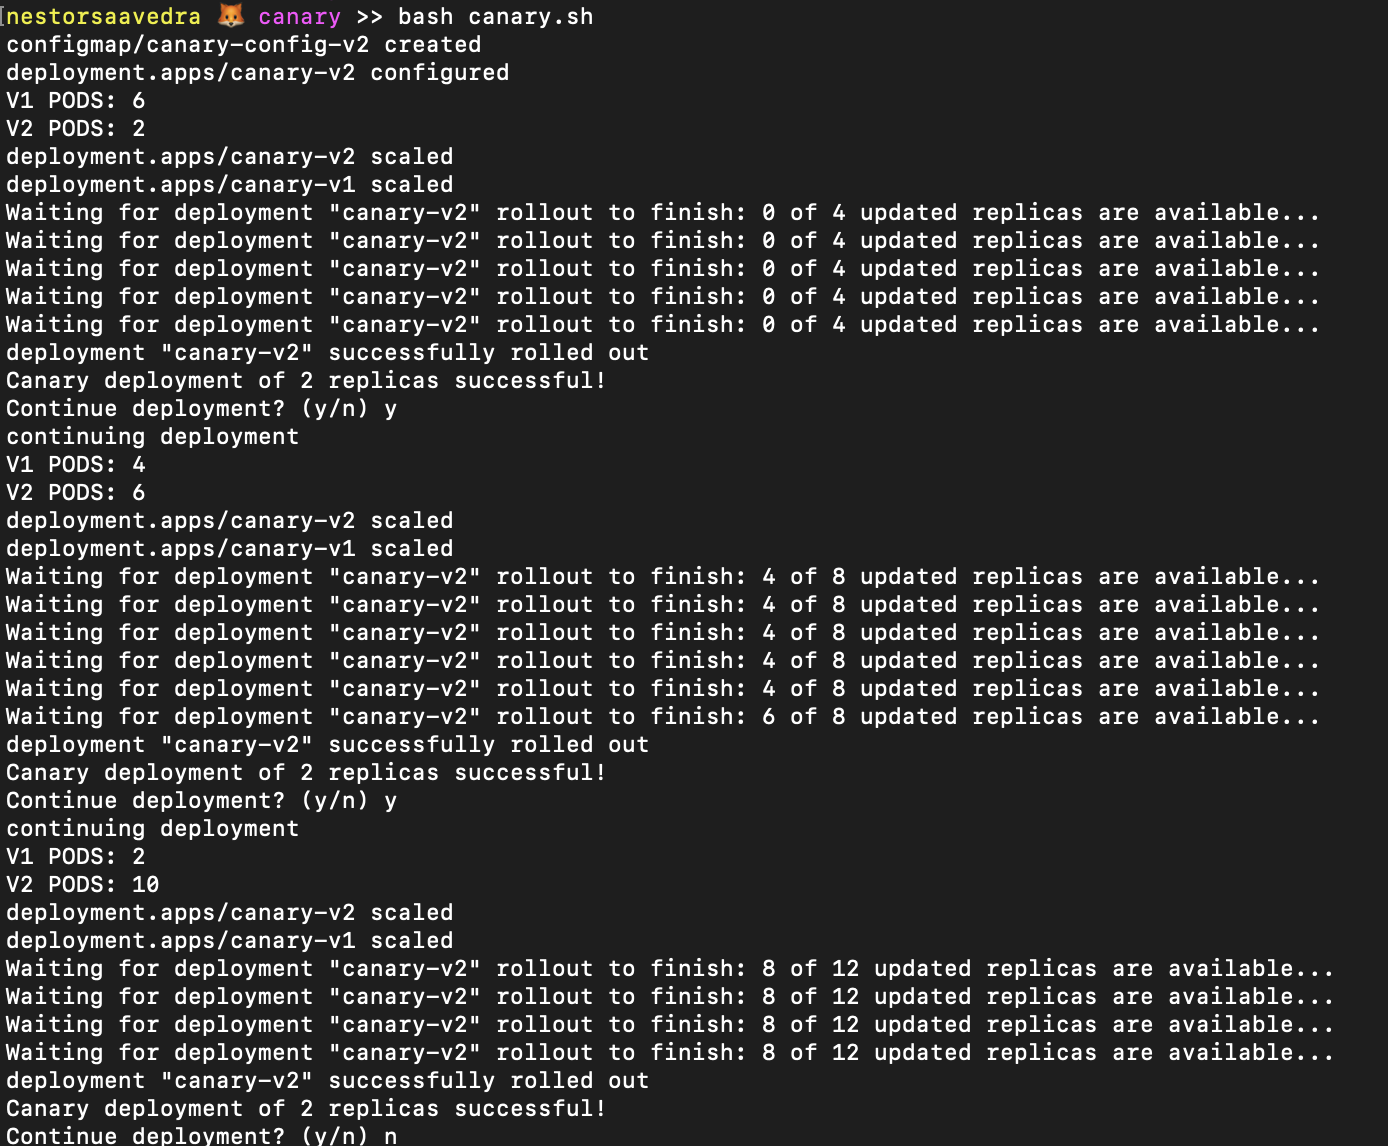 nestorsaavedra 🦊 canary >> bash canary.sh
configmap/canary-config-v2 created
deployment.apps/canary-v2 configured
V1 PODS: 6
V2 PODS: 2
deployment.apps/canary-v2 scaled
deployment.apps/canary-v1 scaled
Waiting for deployment "canary-v2" rollout to finish: 0 of 4 updated replicas are available...
Waiting for deployment "canary-v2" rollout to finish: 0 of 4 updated replicas are available...
Waiting for deployment "canary-v2" rollout to finish: 0 of 4 updated replicas are available...
Waiting for deployment "canary-v2" rollout to finish: 0 of 4 updated replicas are available...
Waiting for deployment "canary-v2" rollout to finish: 0 of 4 updated replicas are available...
deployment "canary-v2" successfully rolled out
Canary deployment of 2 replicas successful!
Continue deployment? (y/n) y
continuing deployment
V1 PODS: 4
V2 PODS: 6
deployment.apps/canary-v2 scaled
deployment.apps/canary-v1 scaled
Waiting for deployment "canary-v2" rollout to finish: 4 of 8 updated replicas are available...
Waiting for deployment "canary-v2" rollout to finish: 4 of 8 updated replicas are available...
Waiting for deployment "canary-v2" rollout to finish: 4 of 8 updated replicas are available...
Waiting for deployment "canary-v2" rollout to finish: 4 of 8 updated replicas are available...
Waiting for deployment "canary-v2" rollout to finish: 4 of 8 updated replicas are available...
Waiting for deployment "canary-v2" rollout to finish: 6 of 8 updated replicas are available...
deployment "canary-v2" successfully rolled out
Canary deployment of 2 replicas successful!
Continue deployment? (y/n) y
continuing deployment
V1 PODS: 2
V2 PODS: 10
deployment.apps/canary-v2 scaled
deployment.apps/canary-v1 scaled
Waiting for deployment "canary-v2" rollout to finish: 8 of 12 updated replicas are available...
Waiting for deployment "canary-v2" rollout to finish: 8 of 12 updated replicas are available...
Waiting for deployment "canary-v2" rollout to finish: 8 of 12 updated replicas are available...
Waiting for deployment "canary-v2" rollout to finish: 8 of 12 updated replicas are available...
deployment "canary-v2" successfully rolled out
Canary deployment of 2 replicas successful!
Continue deployment? (y/n) n